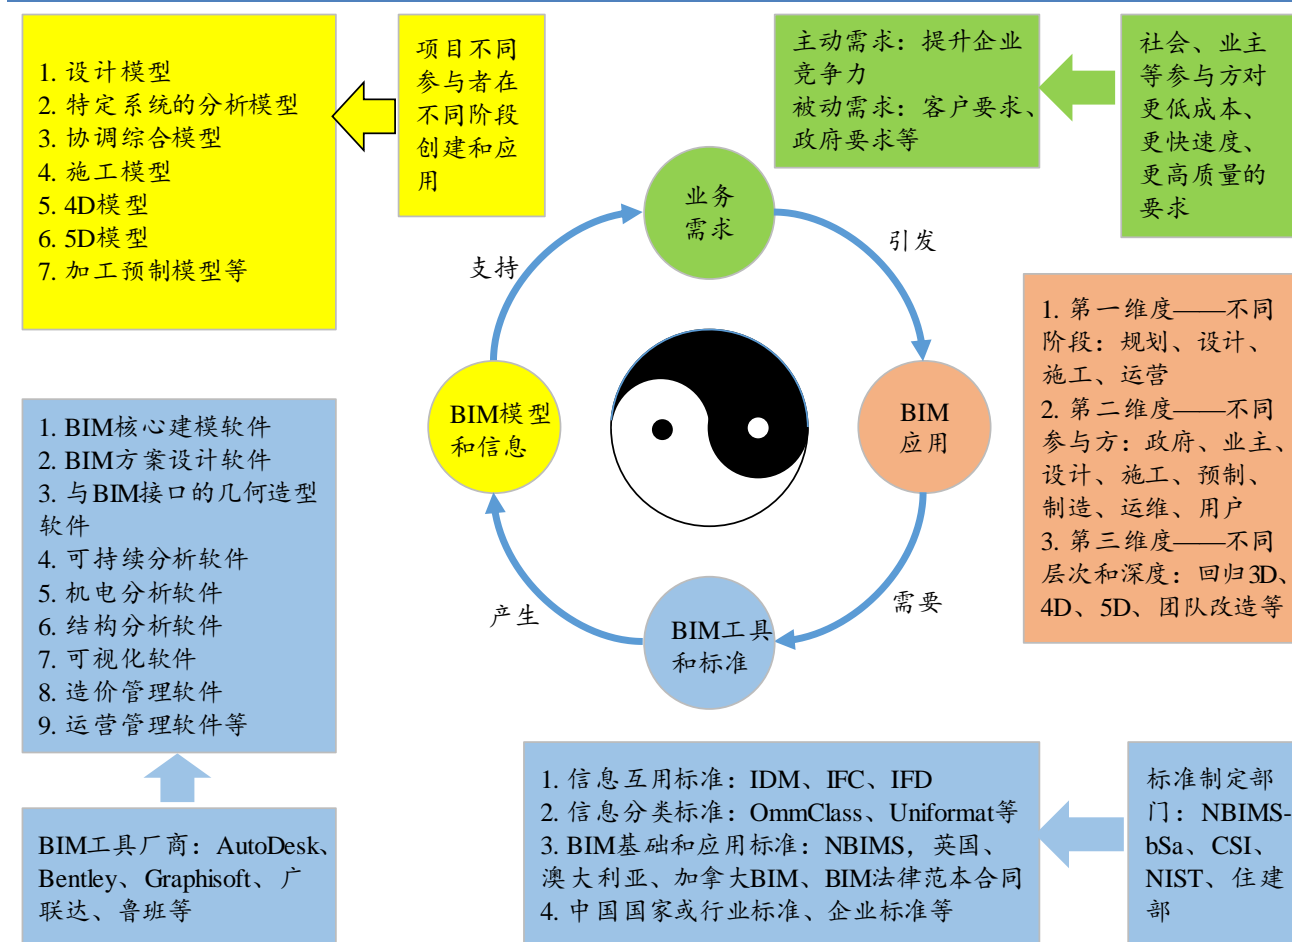 1. 设计模型
2. 特定系统的分析模型
3. 协调综合模型
4. 施工模型
5. 4D模型
6. 5D模型
7. 加工预制模型等
项目不同
参与者在
不同阶段
创建和应
用
主动需求：提升企业
竞争力
被动需求：客户要求、
政府要求等
社会、业主
等参与方对
更低成本、
更快速度、
更高质量的
要求
业务
需求
引发
支持
BIM模型
和信息
BIM
应用
产生
需要
BIM工具
和标准
1. 第一维度——不同
阶段：规划、设计、
施工、运营
2. 第二维度——不同
参与方：政府、业主、
设计、施工、预制、
制造、运维、用户
3. 第三维度——不同
层次和深度：回归3D、
4D、5D、团队改造等
1. BIM核心建模软件
2. BIM方案设计软件
3. 与BIM接口的几何造型
软件
4. 可持续分析软件
5. 机电分析软件
6. 结构分析软件
7. 可视化软件
8. 造价管理软件
9. 运营管理软件等
BIM工具厂商：AutoDesk、
Bentley、Graphisoft、广
联达、鲁班等
1. 信息互用标准：IDM、IFC、IFD
2. 信息分类标准：OmmClass、Uniformat等
3. BIM基础和应用标准：NBIMS，英国、
澳大利亚、加拿大BIM、BIM法律范本合同
4. 中国国家或行业标准、企业标准等
标准制定部
门：NBIMS-
bSa、CSI、
NIST、住建
部